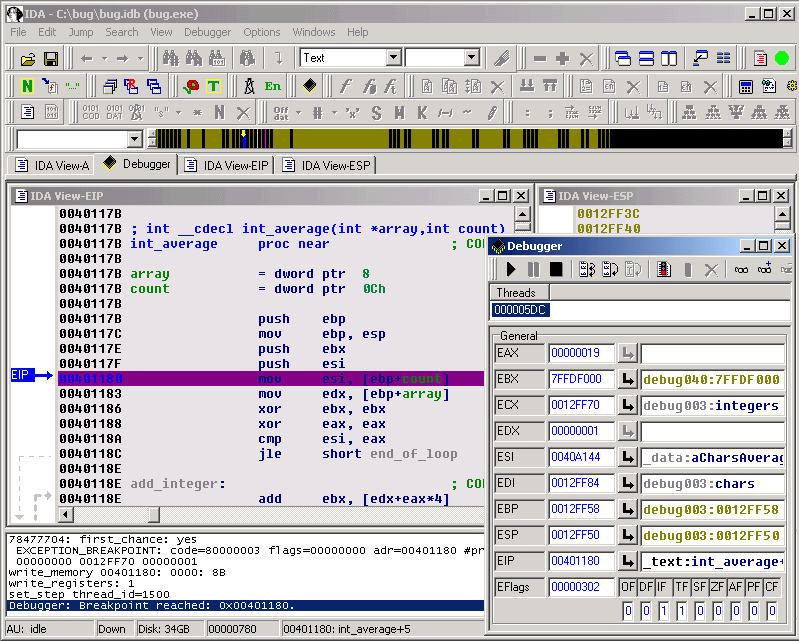 IDA - C:\bug\bug.idb (bug.exe)
File Edit Jump Search View Debugger Options Windows Help
Text
N
T
En
S M K
IDA View-A Debugger IDA View-EIP IDA View-ESP
IDA View-EIP
0040117B
0040117B ; int __cdecl int_average(int *array,int count)
0040117B int_average proc near ; CO
0040117B
0040117B array = dword ptr 8
0040117B count = dword ptr 0Ch
0040117B
0040117B push ebp
0040117C mov ebp, esp
0040117E push ebx
0040117F push esi
EIP 00401180 mov esi, [ebp+count]
00401183 mov edx, [ebp+array]
00401186 xor ebx, ebx
00401188 xor eax, eax
0040118A cmp esi, eax
0040118C jle short end_of_loop
0040118E
0040118E add_integer: ; CO
0040118E add ebx, [edx+eax*4]
IDA View-ESP
0012FF3C
0012FF40
Debugger
Threads
000005DC
General
EAX 00000019
EBX 7FFDF000 debug040:7FFDF000
ECX 0012FF70 debug003:integers
EDX 00000001
ESI 0040A144 _data:aCharsAverag
EDI 0012FF84 debug003:chars
EBP 0012FF58 debug003:0012FF58
ESP 0012FF50 debug003:0012FF50
EIP 00401180 _text:int_average+
EFlags 00000302 OF DF IF TF SF ZF AF PF CF
0 0 1 1 0 0 0 0 0
78477704: first_chance: yes
EXCEPTION_BREAKPOINT: code=80000003 flags=00000000 adr=00401180 #pr
00000000 0012FF70 00000001
write_memory 00401180: 0000: 8B
write_registers: 1
set_step thread_id=1500
Debugger: Breakpoint reached: 0x00401180.
AU: idle Down Disk: 34GB 00000780 00401180: int_average+5